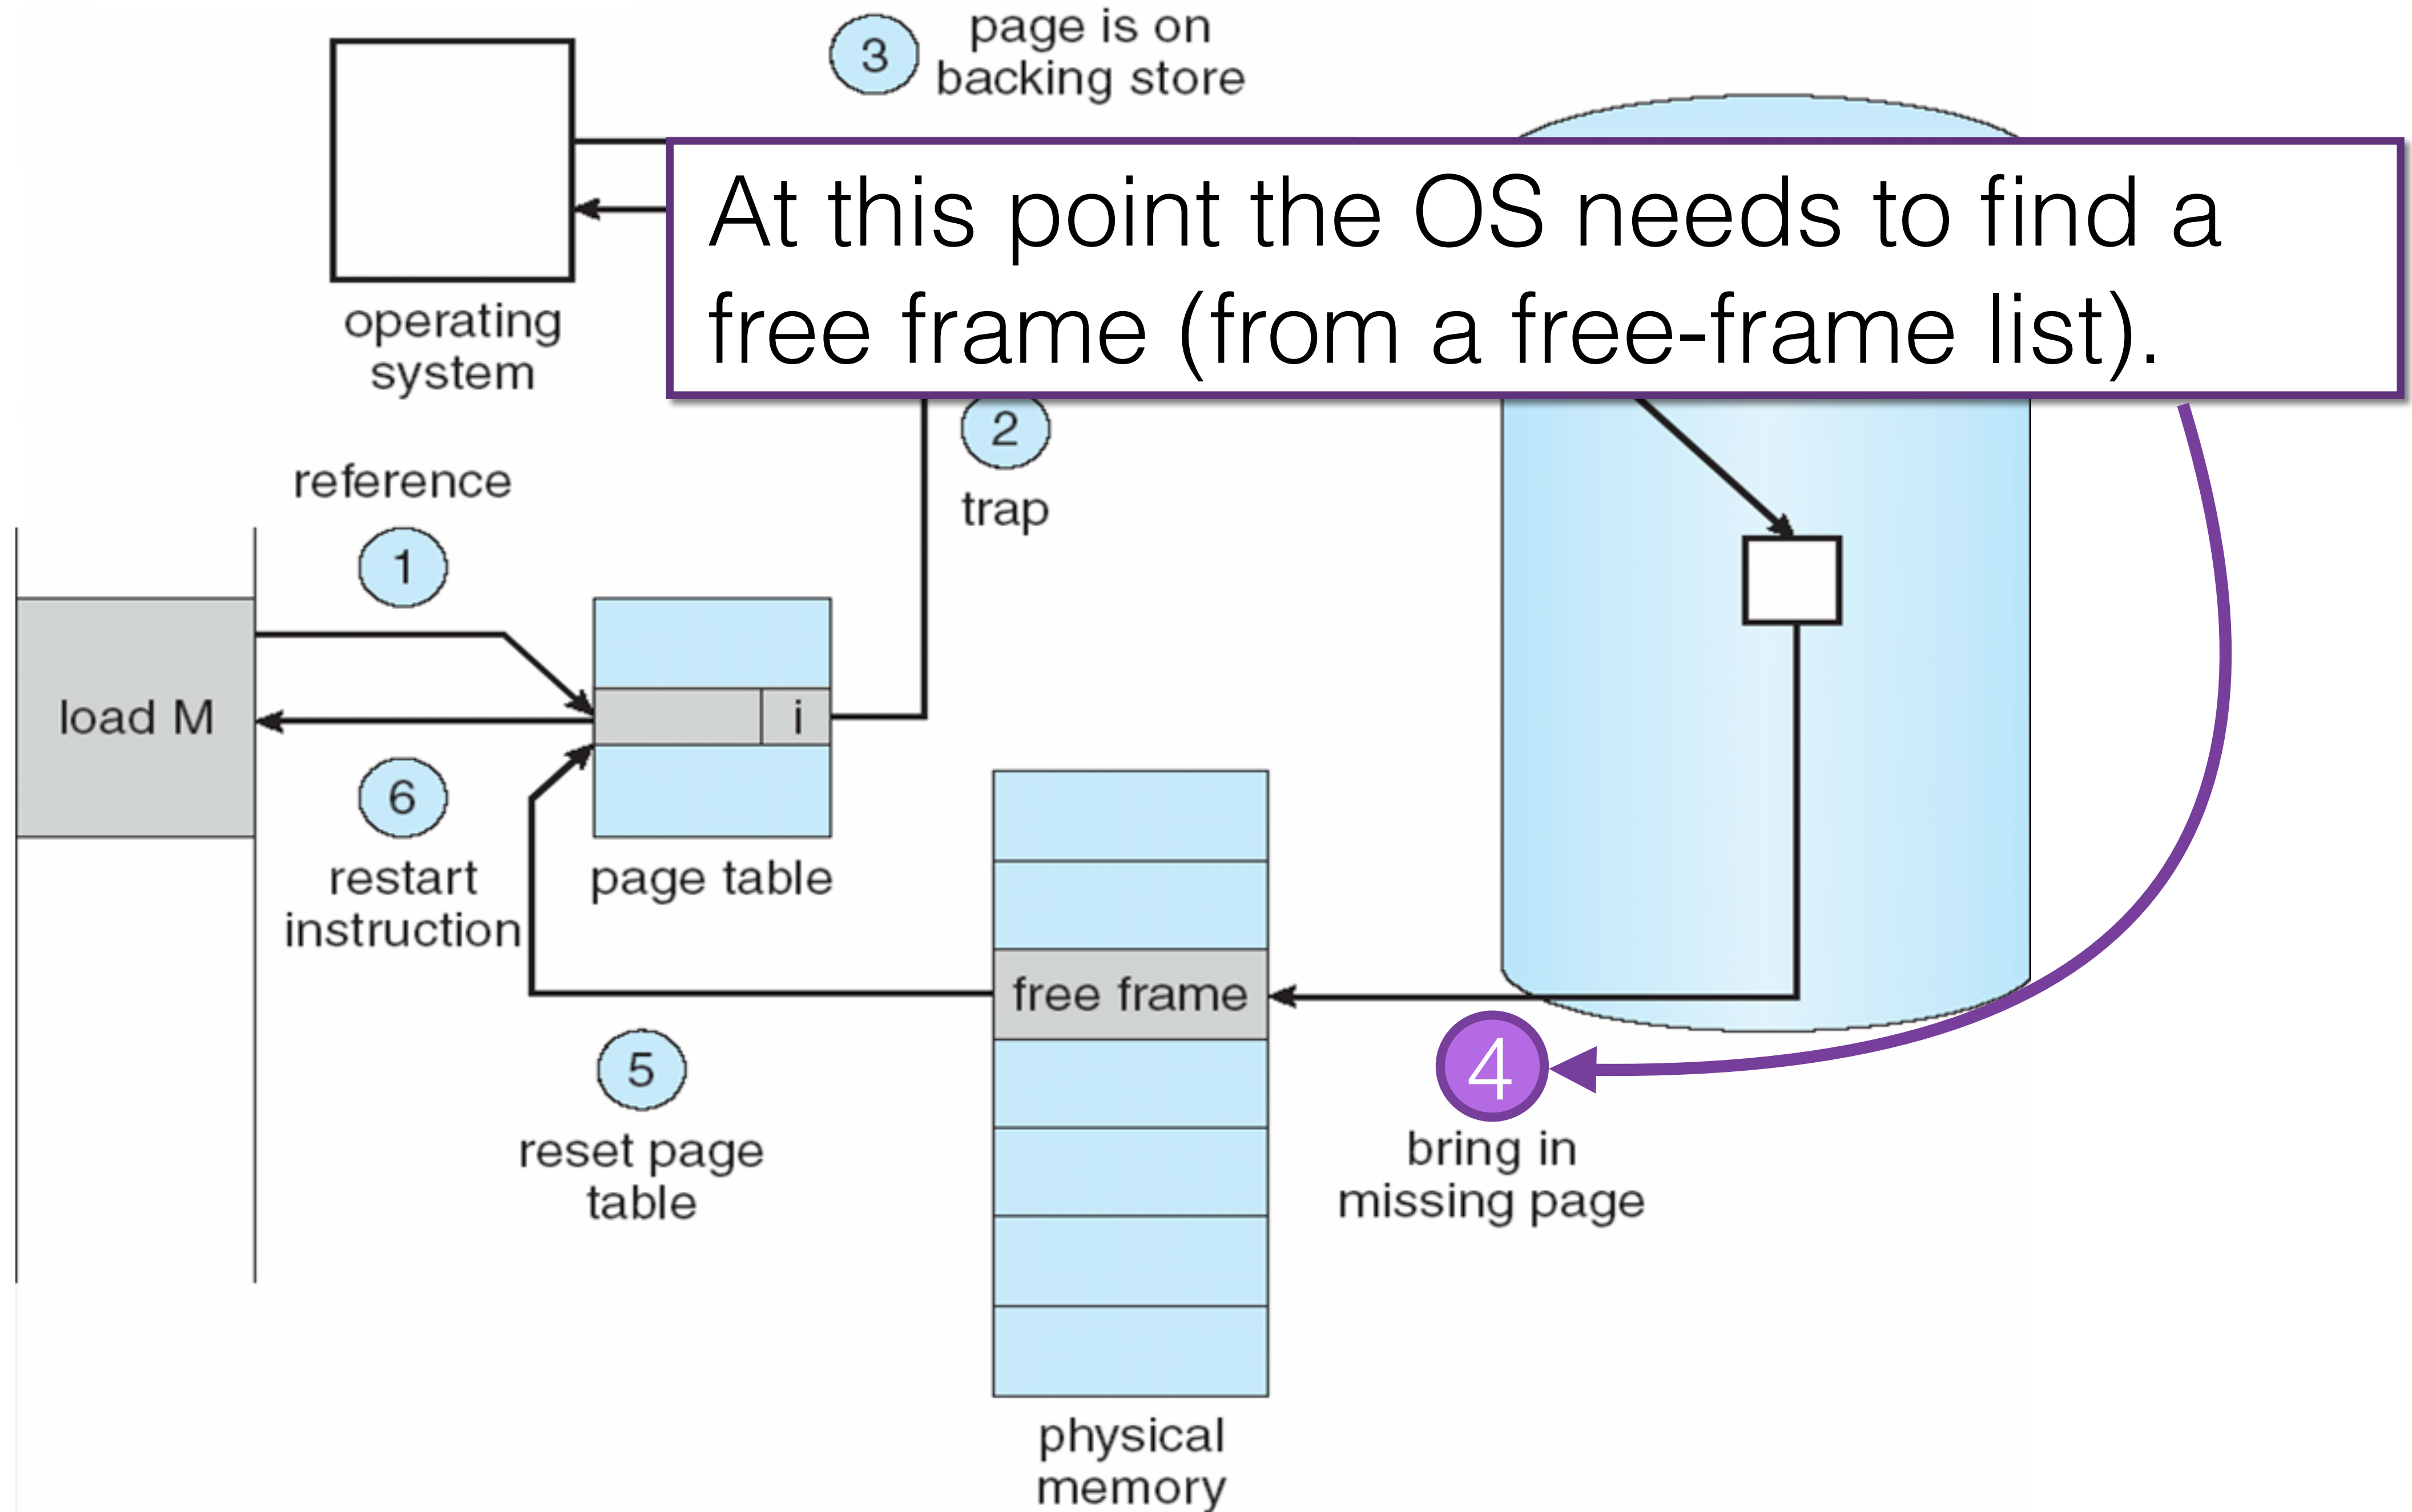 3
page is on
backing store
At this point the OS needs to find a
free frame (from a free-frame list).
operating
system
2
trap
reference
1
load M
i
6
restart
instruction
page table
free frame
5
reset page
table
4
bring in
missing page
physical
memory